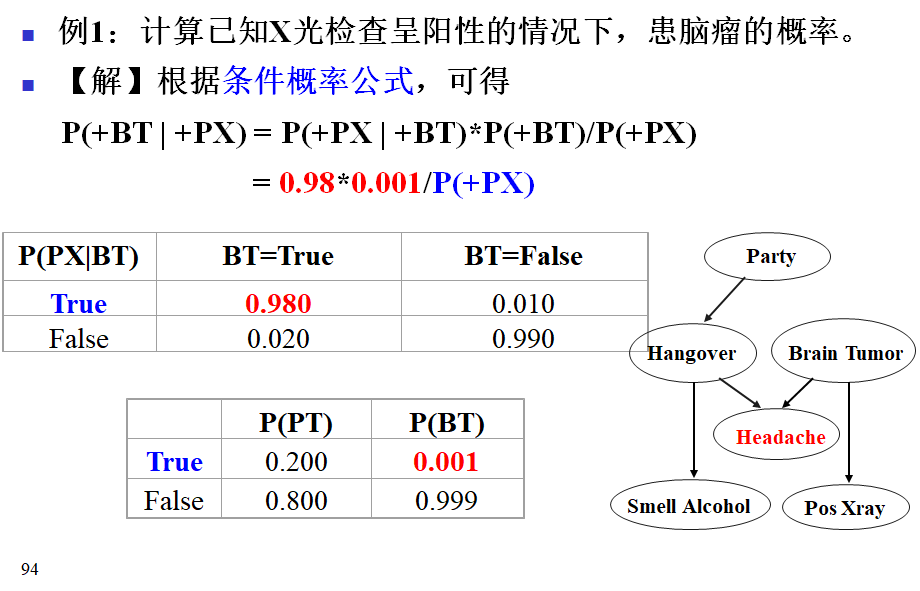 例1：计算已知X光检查呈阳性的情况下，患脑瘤的概率。
【解】根据条件概率公式，可得
P(+BT | +PX) = P(+PX | +BT)*P(+BT)/P(+PX)
= 0.98*0.001/P(+PX)
P(PX|BT) BT=True BT=False
True 0.980 0.010
False 0.020 0.990
P(PT) P(BT)
True 0.200 0.001
False 0.800 0.999
Party
Hangover
Brain Tumor
Headache
Smell Alcohol
Pos Xray
94